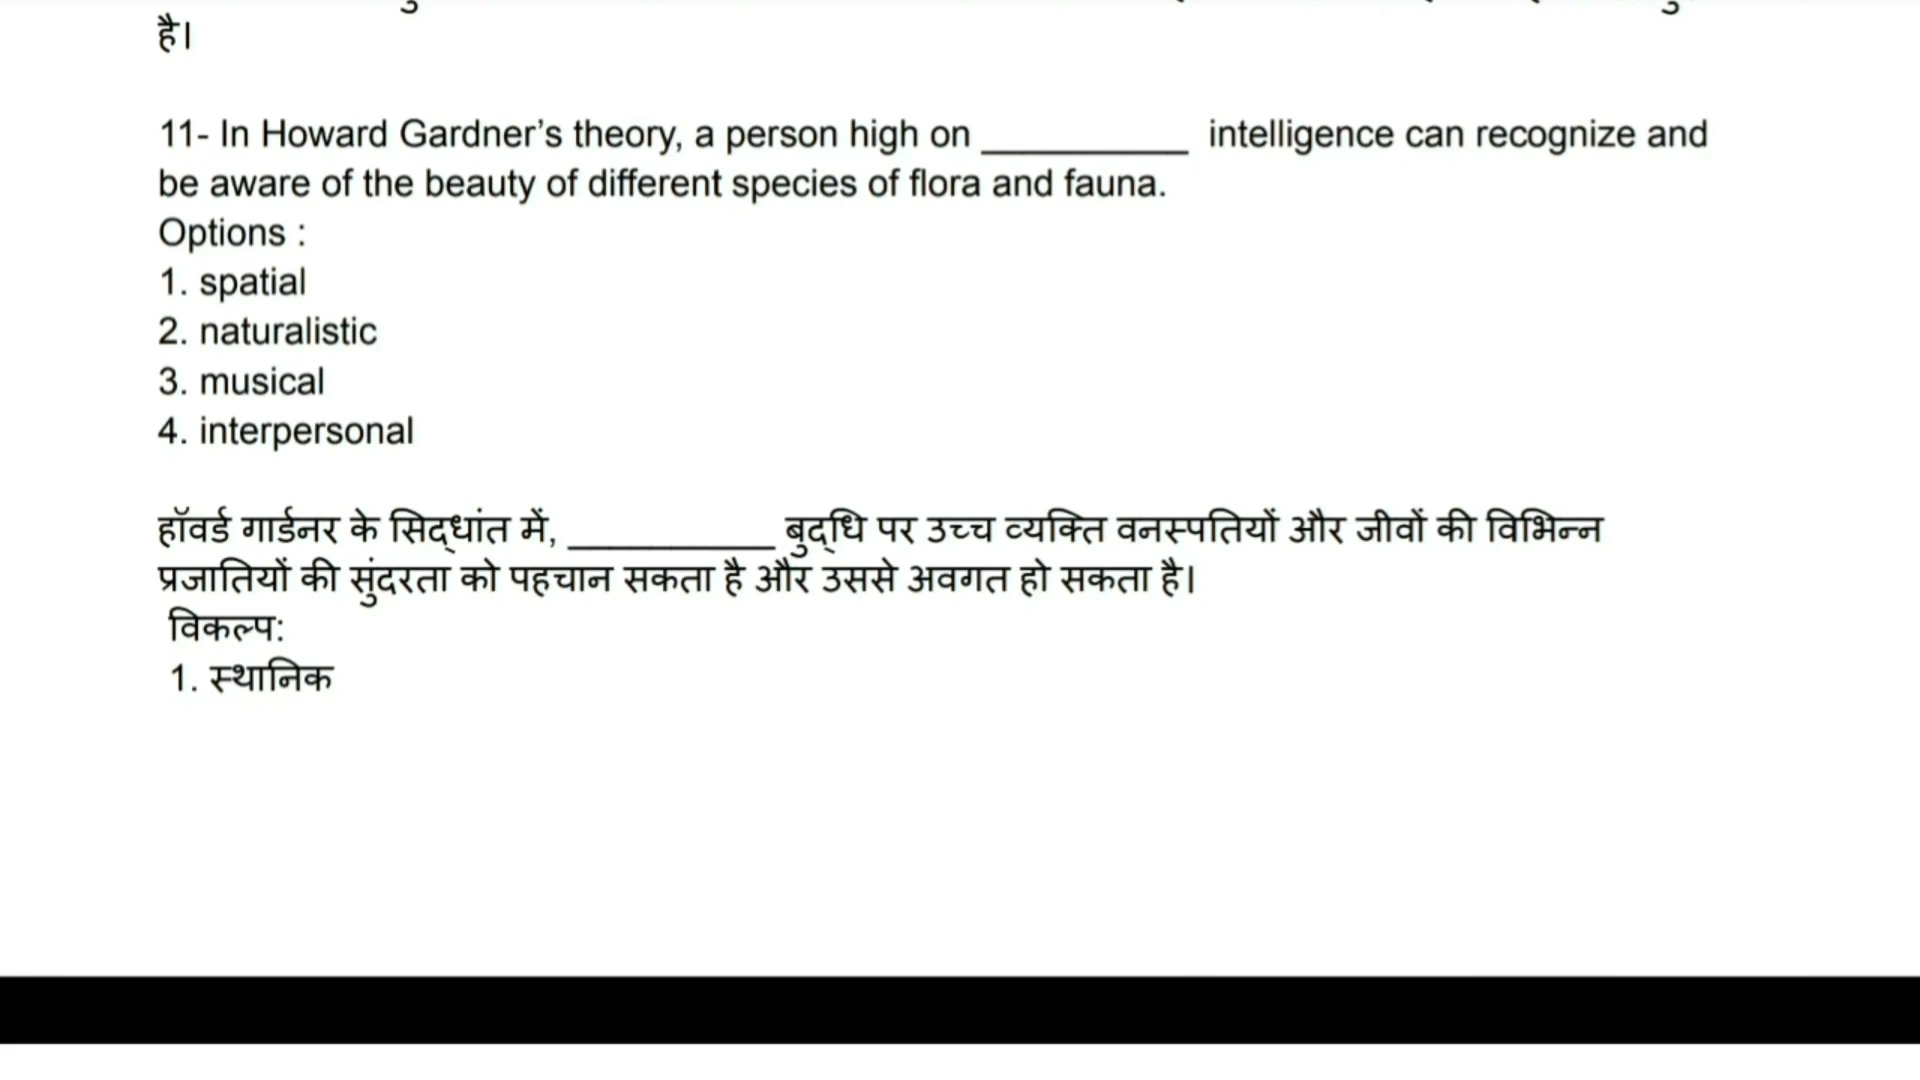 है।
11- In Howard Gardner’s theory, a person high on __________ intelligence can recognize and
be aware of the beauty of different species of flora and fauna.
Options :
1. spatial
2. naturalistic
3. musical
4. interpersonal
हॉवर्ड गार्डनर के सिद्धांत में, __________ बुद्धि पर उच्च व्यक्ति वनस्पतियों और जीवों की विभिन्न
प्रजातियों की सुंदरता को पहचान सकता है और उससे अवगत हो सकता है।
विकल्प:
1. स्थानिक